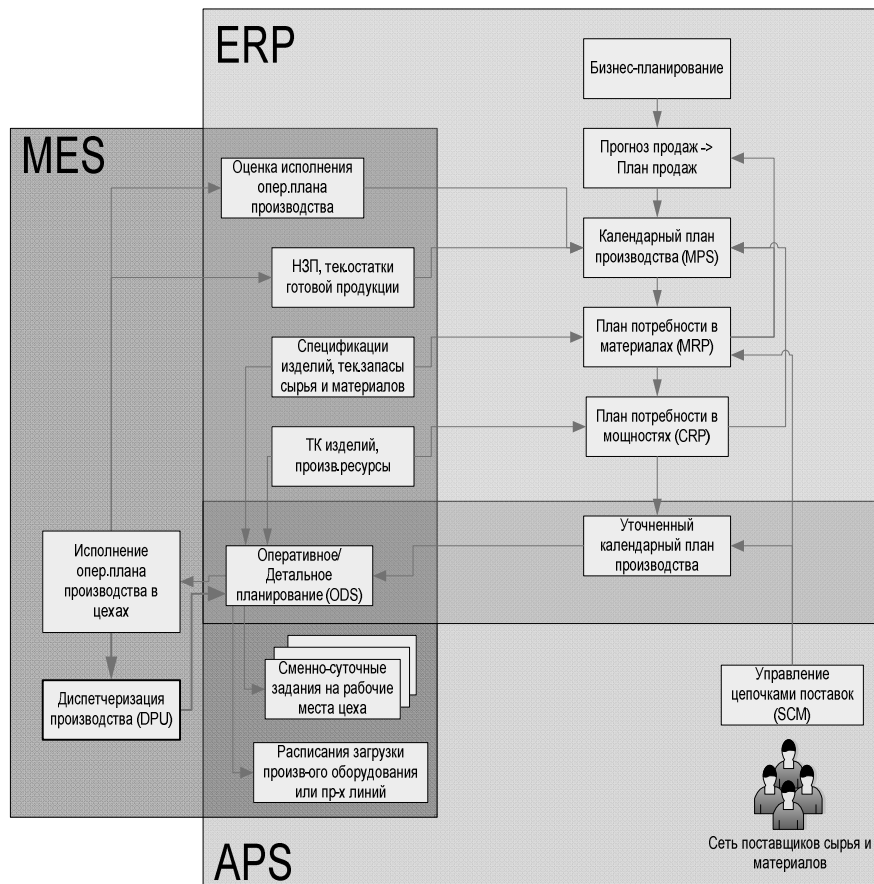 ERP
Бизнес-планирование
MES
Прогноз продаж ->
План продаж
Оценка исполнения
опер.плана
производства
Календарный план
производства (MPS)
НЗП, тек.остатки
готовой продукции
План потребности в
материалах (MRP)
Спецификации
изделий, тек.запасы
сырья и материалов
План потребности в
мощностях (CRP)
ТК изделий,
произв.ресурсы
Уточненный
календарный план
производства
Исполнение
опер.плана
производства в
цехах
Оперативное/
Детальное
планирование (ODS)
Сменно-суточные
задания на рабочие
места цеха
Управление
цепочками поставок
(SCM)
Диспетчеризация
производства (DPU)
Расписания загрузки
произв-ого оборудования
или пр-х линий
Сеть поставщиков сырья и
материалов
APS